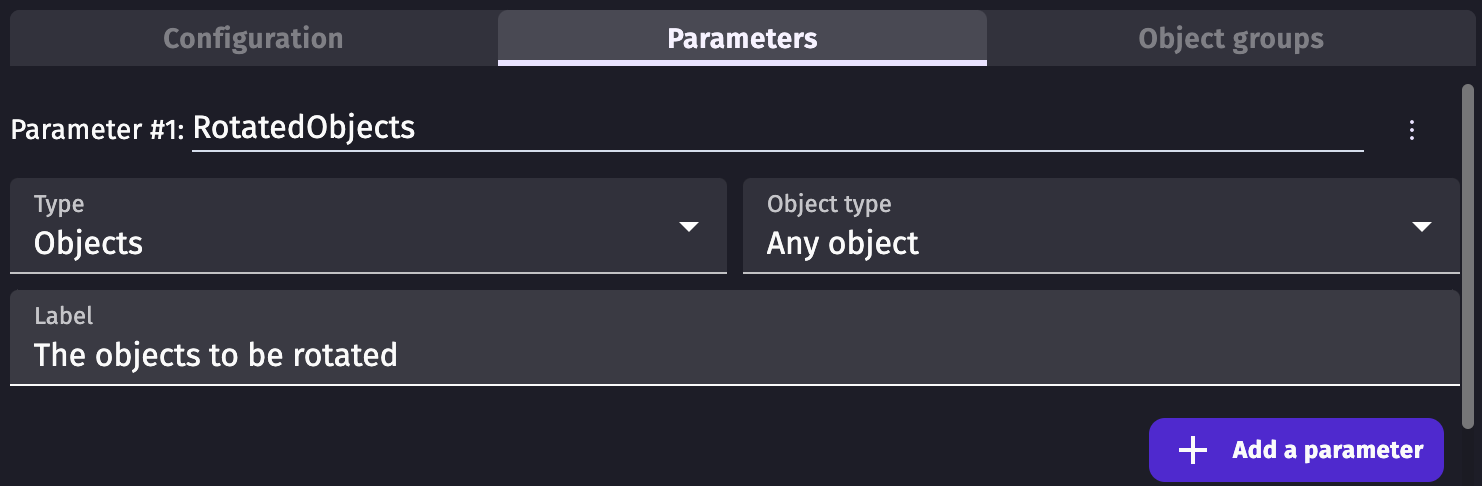 Configuration Parameters Object groups
Parameter #1: RotatedObjects
Type Object type
Objects Any object
Label
The objects to be rotated
Add a parameter